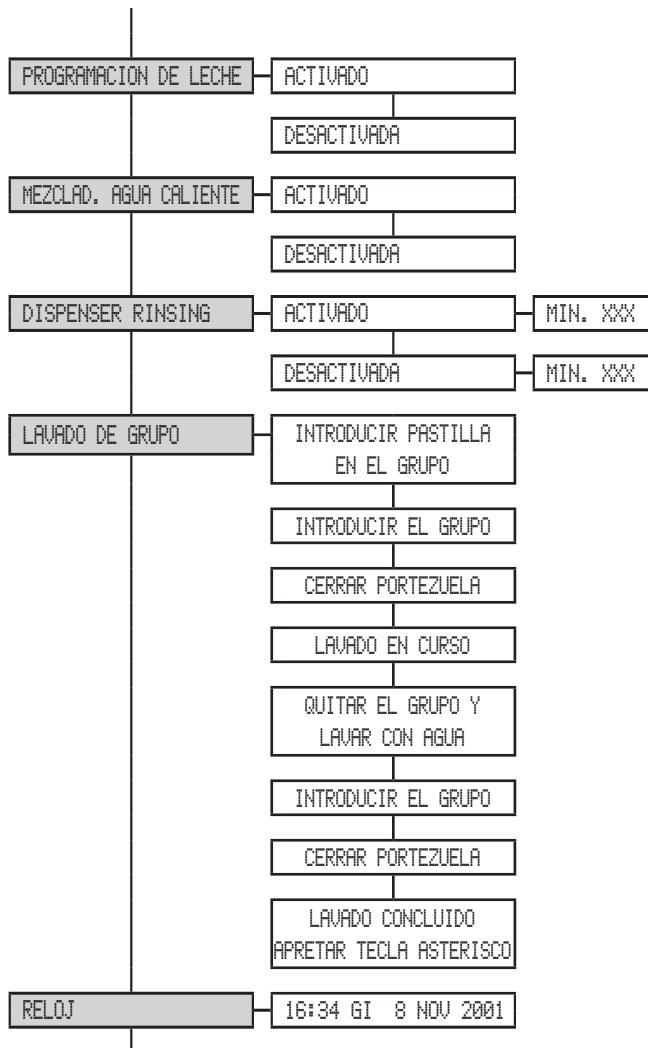 PROGRAMACION DE LECHE
ACTIVADO
DESACTIVADA
MEZCLAD. AGUA CALIENTE
ACTIVADO
DESACTIVADA
DISPENSER RINSING
ACTIVADO
MIN. XXX
DESACTIVADA
MIN. XXX
LAVADO DE GRUPO
INTRODUCIR PASTILLA
EN EL GRUPO
INTRODUCIR EL GRUPO
CERRAR PORTEZUELA
LAVADO EN CURSO
QUITAR EL GRUPO Y
LAVAR CON AGUA
INTRODUCIR EL GRUPO
CERRAR PORTEZUELA
LAVADO CONCLUIDO
APRETAR TECLA ASTERISCO
RELOJ
16:34 GI 8 NOV 2001